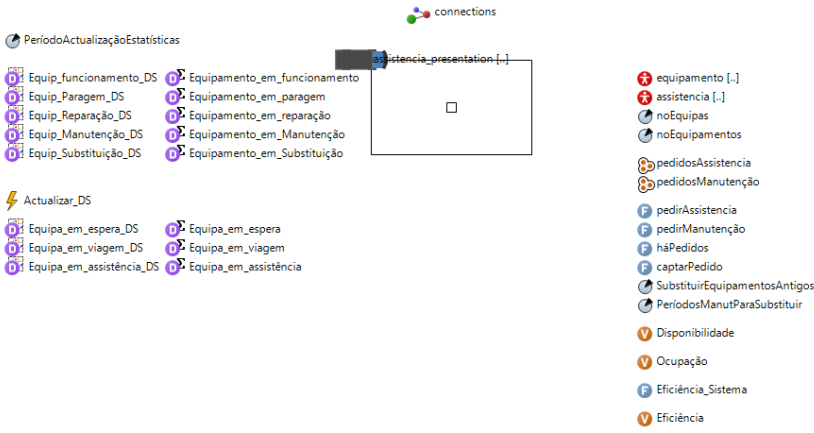 connections
PeríodoActualizaçãoEstatísticas
assistencia_presentation [..]
Equip_funcionamento_DS Equipamento_em_funcionamento
Equip_Paragem_DS Equipamento_em_paragem
Equip_Reparação_DS Equipamento_em_reparação
Equip_Manutenção_DS Equipamento_em_Manutenção
Equip_Substituição_DS Equipamento_em_Substituição
Actualizar_DS
Equipa_em_espera_DS Equipa_em_espera
Equipa_em_viagem_DS Equipa_em_viagem
Equipa_em_assistência_DS Equipa_em_assistência
equipamento [..]
assistencia [..]
noEquipas
noEquipamentos
pedidosAssistencia
pedidosManutenção
pedirAssistencia
pedirManutenção
háPedidos
captarPedido
SubstituirEquipamentosAntigos
PeríodosManutParaSubstituir
Disponibilidade
Ocupação
Eficiência_Sistema
Eficiência